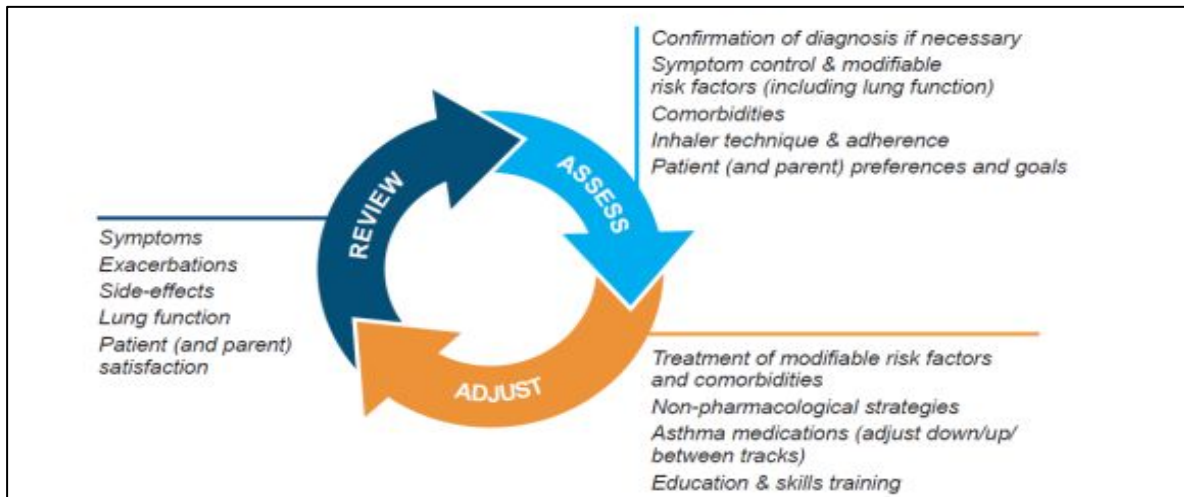 Confirmation of diagnosis if necessary
Symptom control & modifiable
risk factors (including lung function)
Comorbidities
Inhaler technique & adherence
Patient (and parent) preferences and goals
REVIEW
ASSESS
Symptoms
Exacerbations
Side-effects
Lung function
Patient (and parent)
satisfaction
ADJUST
Treatment of modifiable risk factors
and comorbidities
Non-pharmacological strategies
Asthma medications (adjust down/up/
between tracks)
Education & skills training